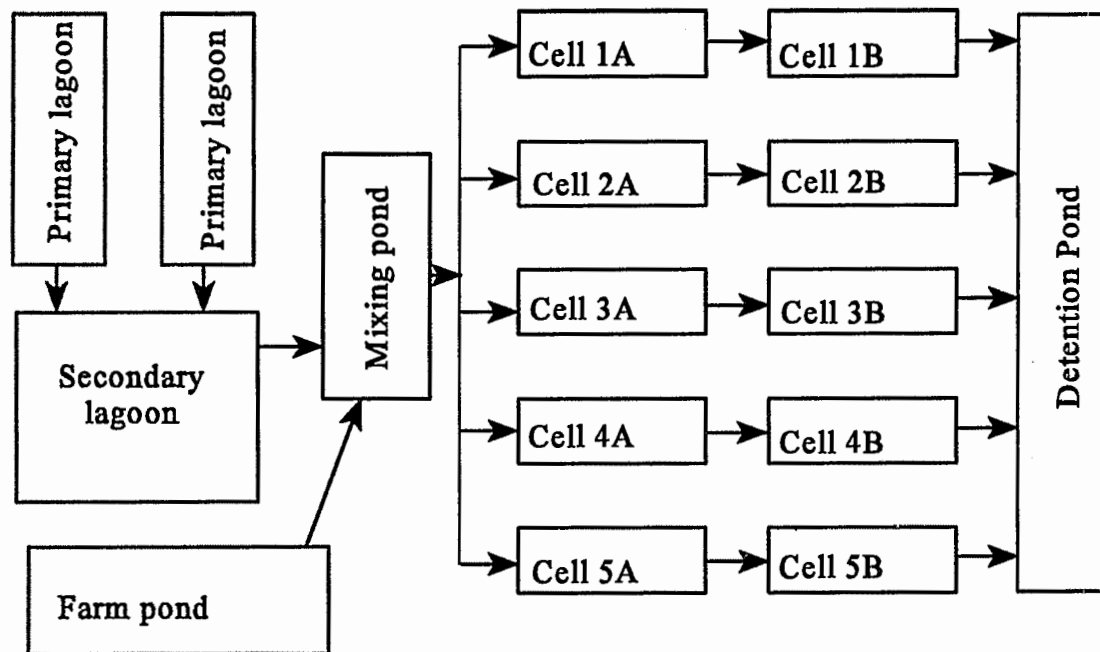 Primary lagoon
Primary lagoon
Secondary
lagoon
Farm pond
Mixing pond
Cell 1A
Cell 1B
Cell 2A
Cell 2B
Cell 3A
Cell 3B
Cell 4A
Cell 4B
Cell 5A
Cell 5B
Detention Pond